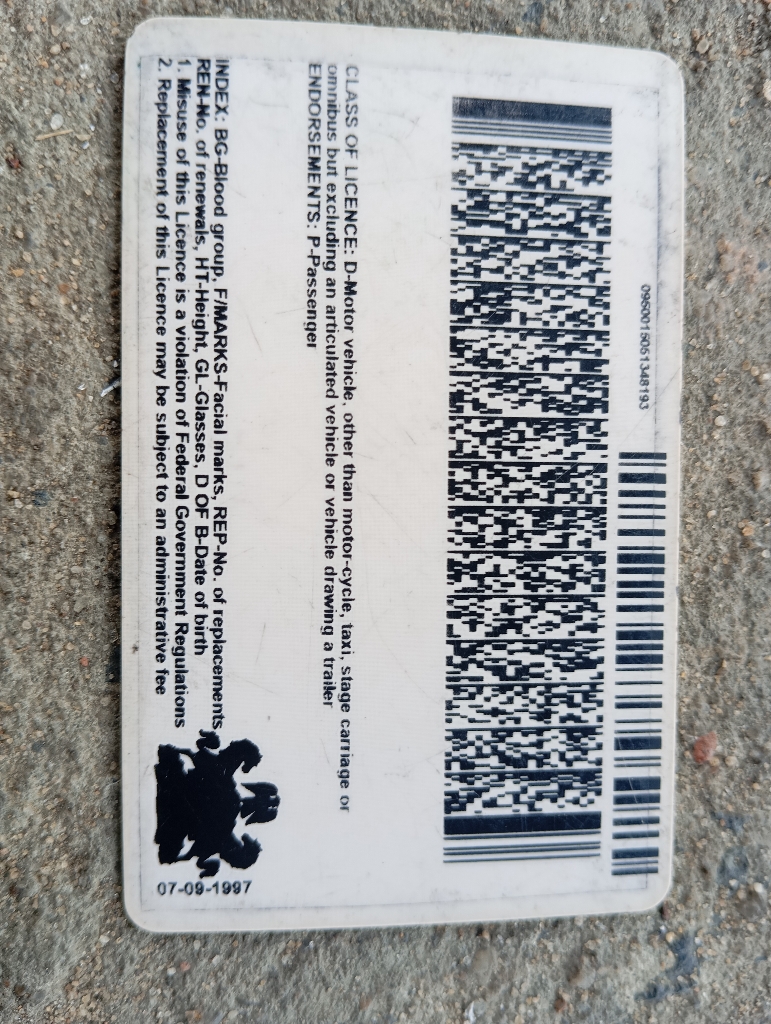 0960015051348193
CLASS OF LICENCE: D-Motor vehicle, other than motor-cycle, taxi, stage carriage or
omnibus but excluding an articulated vehicle or vehicle drawing a trailer
ENDORSEMENTS: P-Passenger
INDEX: BG-Blood group, F/MARKS-Facial marks, REP-No. of replacements
REN-No. of renewals, HT-Height, GL-Glasses, D OF B-Date of birth
1. Misuse of this Licence is a violation of Federal Government Regulations
2. Replacement of this Licence may be subject to an administrative fee
07-09-1997